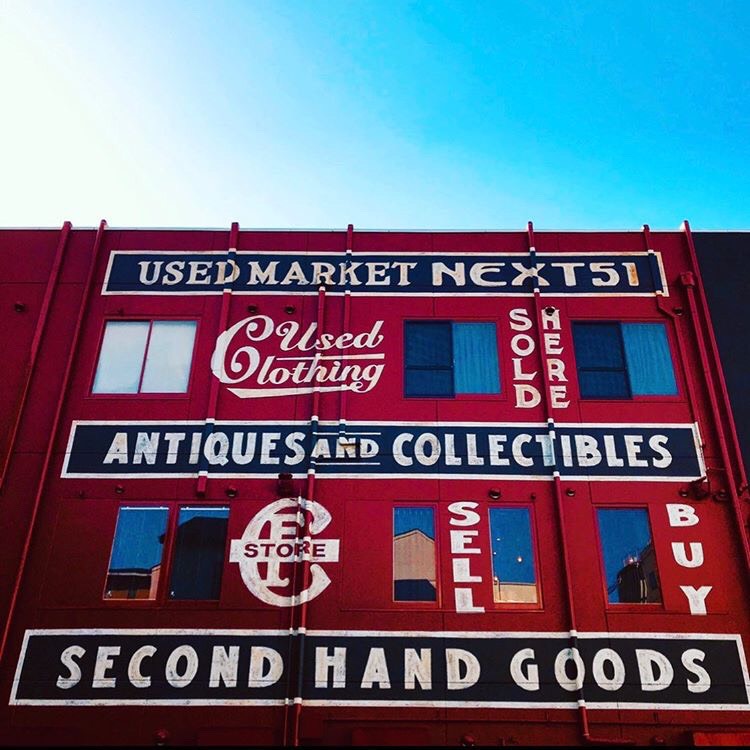 USED MARKET NEXT51
Used
Clothing
SOLD
HERE
ANTIQUES AND COLLECTIBLES
STORE
SELL
BUY
SECOND HAND GOODS